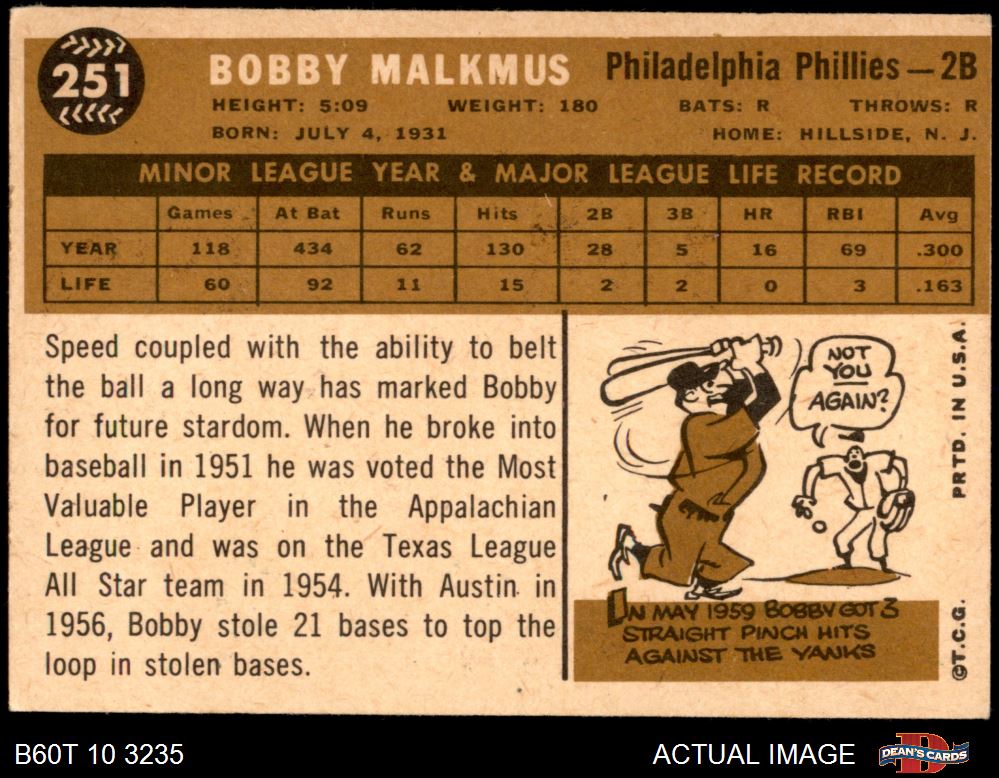 251
BOBBY MALKMUS Philadelphia Phillies — 2B
HEIGHT: 5:09 WEIGHT: 180 BATS: R THROWS: R
BORN: JULY 4, 1931 HOME: HILLSIDE, N. J.
MINOR LEAGUE YEAR & MAJOR LEAGUE LIFE RECORD
Games At Bat Runs Hits 2B 3B HR RBI Avg
YEAR 118 434 62 130 28 5 16 69 .300
LIFE 60 92 11 15 2 2 0 3 .163
Speed coupled with the ability to belt
the ball a long way has marked Bobby
for future stardom. When he broke into
baseball in 1951 he was voted the Most
Valuable Player in the Appalachian
League and was on the Texas League
All Star team in 1954. With Austin in
1956, Bobby stole 21 bases to top the
loop in stolen bases.
NOT
YOU
AGAIN?
IN MAY 1959 BOBBY GOT 3
STRAIGHT PINCH HITS
AGAINST THE YANKS
PRTD. IN U.S.A.
©T.C.G.
B60T 10 3235
ACTUAL IMAGE
D
DEAN'S CARDS